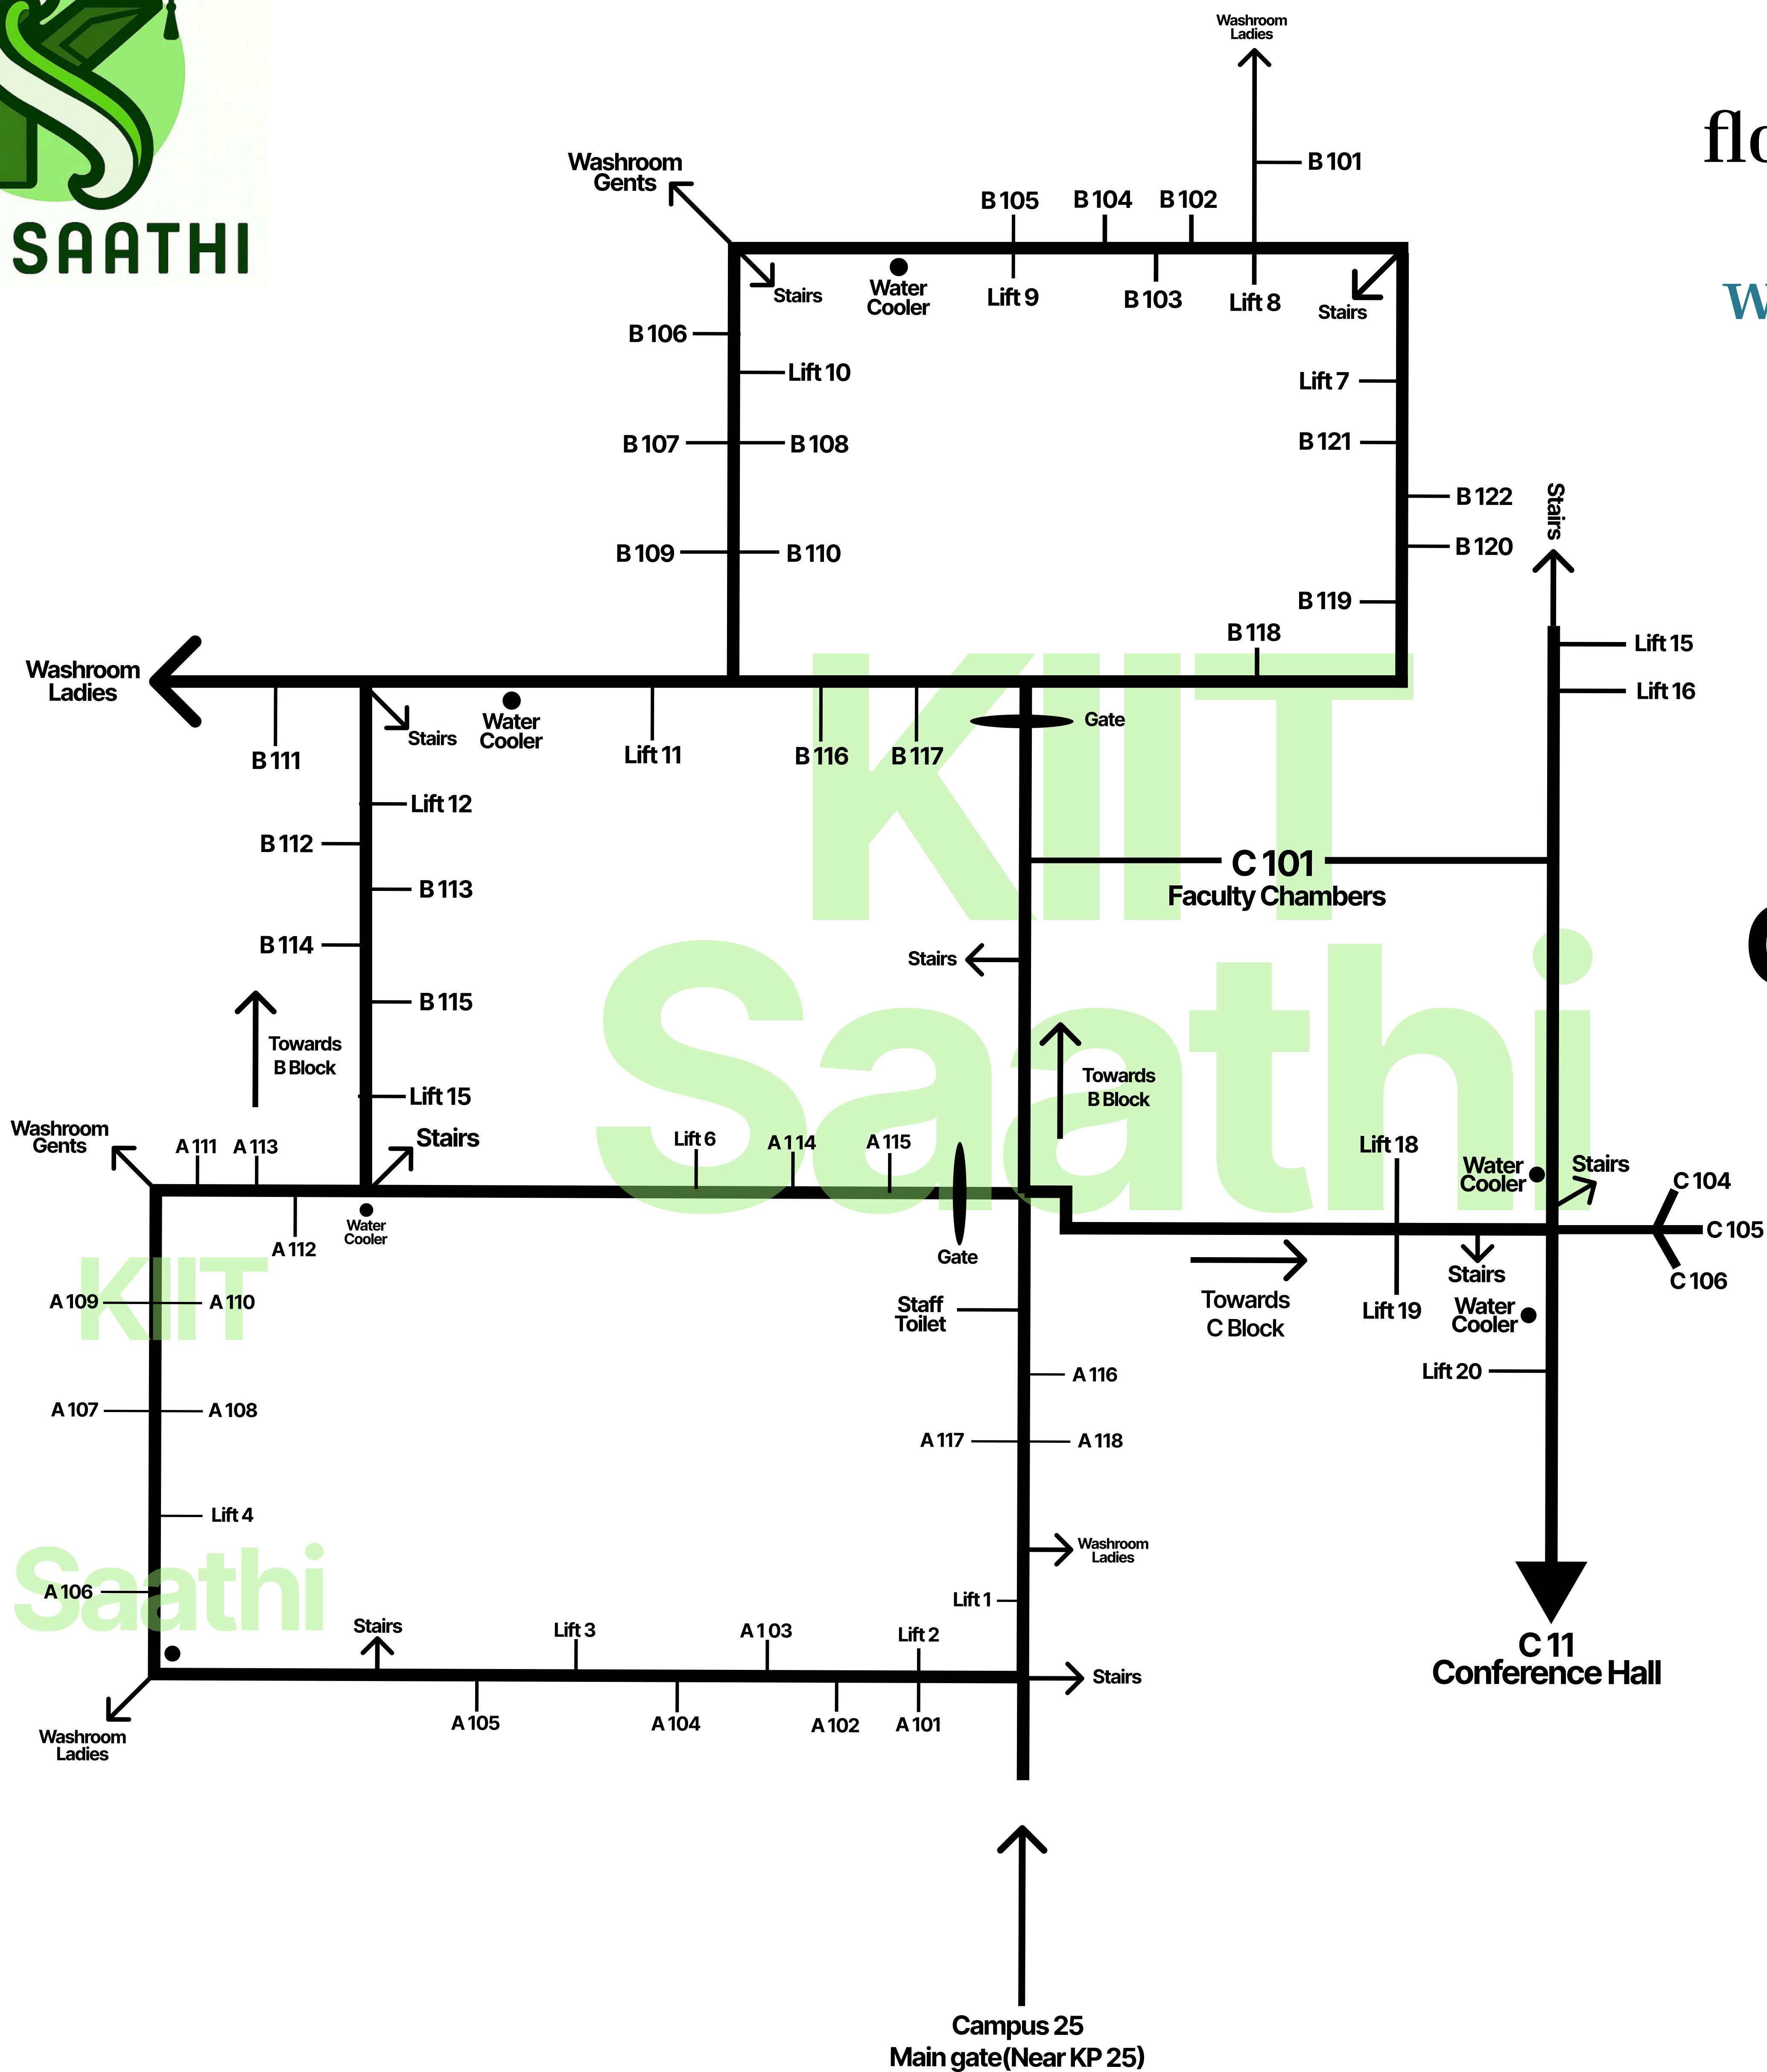 Washroom
Ladies
flo
Washroom
Gents
B 101
B 105
B 104
B 102
SAATHI
Stairs
Water
Cooler
Lift 9
B 103
Lift 8
Stairs
w
B 106
Lift 10
Lift 7
B 107
B 108
B 121
B 122
Stairs
B 109
B 110
B 120
B 119
B 118
Lift 15
Washroom
Ladies
Lift 16
Stairs
Water
Cooler
Gate
B 111
Lift 11
B 116
B 117
KIIT
Lift 12
B 112
C 101
Faculty Chambers
B 113
B 114
Stairs
Saathi
B 115
Towards
B Block
Towards
B Block
Lift 15
Washroom
Gents
A 111
A 113
Stairs
Lift 6
A 114
A 115
Lift 18
Water
Cooler
Stairs
C 104
Water
Cooler
A 112
C 105
Gate
Stairs
C 106
KIIT
A 109
A 110
Staff
Toilet
Towards
C Block
Lift 19
Water
Cooler
A 116
Lift 20
A 107
A 108
A 117
A 118
Lift 4
Washroom
Ladies
Saathi
A 106
Lift 1
Stairs
Lift 3
A 103
Lift 2
C 11
Conference Hall
Stairs
A 105
A 104
A 102
A 101
Washroom
Ladies
Campus 25
Main gate(Near KP 25)